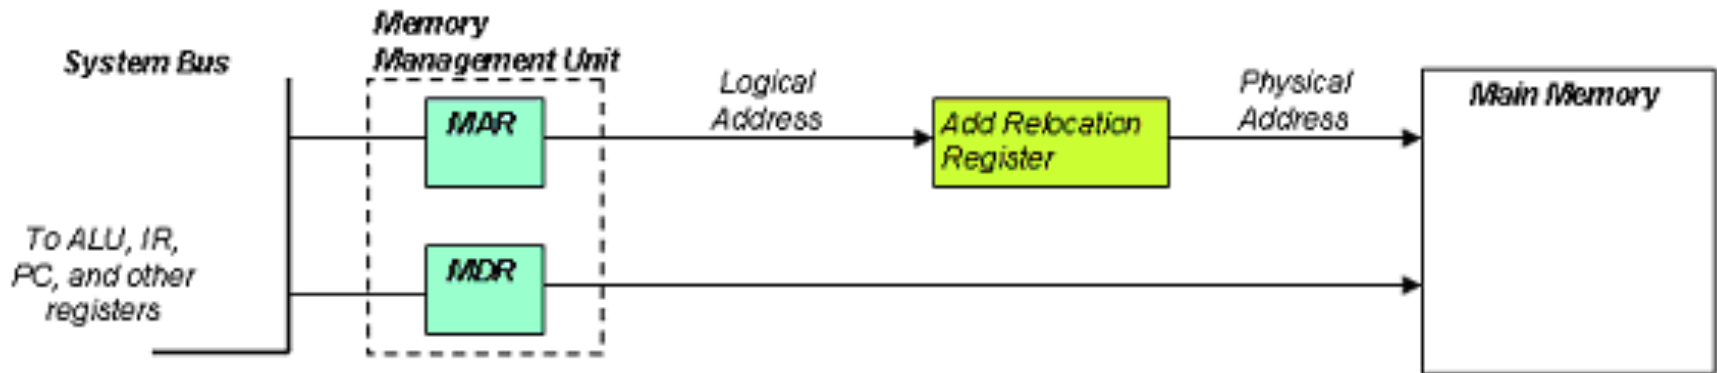 Memory
Management Unit
System Bus
Logical
Address
Physical
Address
Main Memory
MAR
Add Relocation
Register
To ALU, IR,
PC, and other
registers
MDR